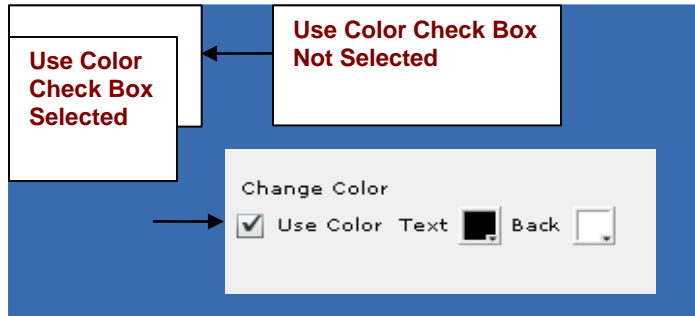 Use Color
Check Box
Selected
Use Color Check Box
Not Selected
Change Color
Use Color Text Back